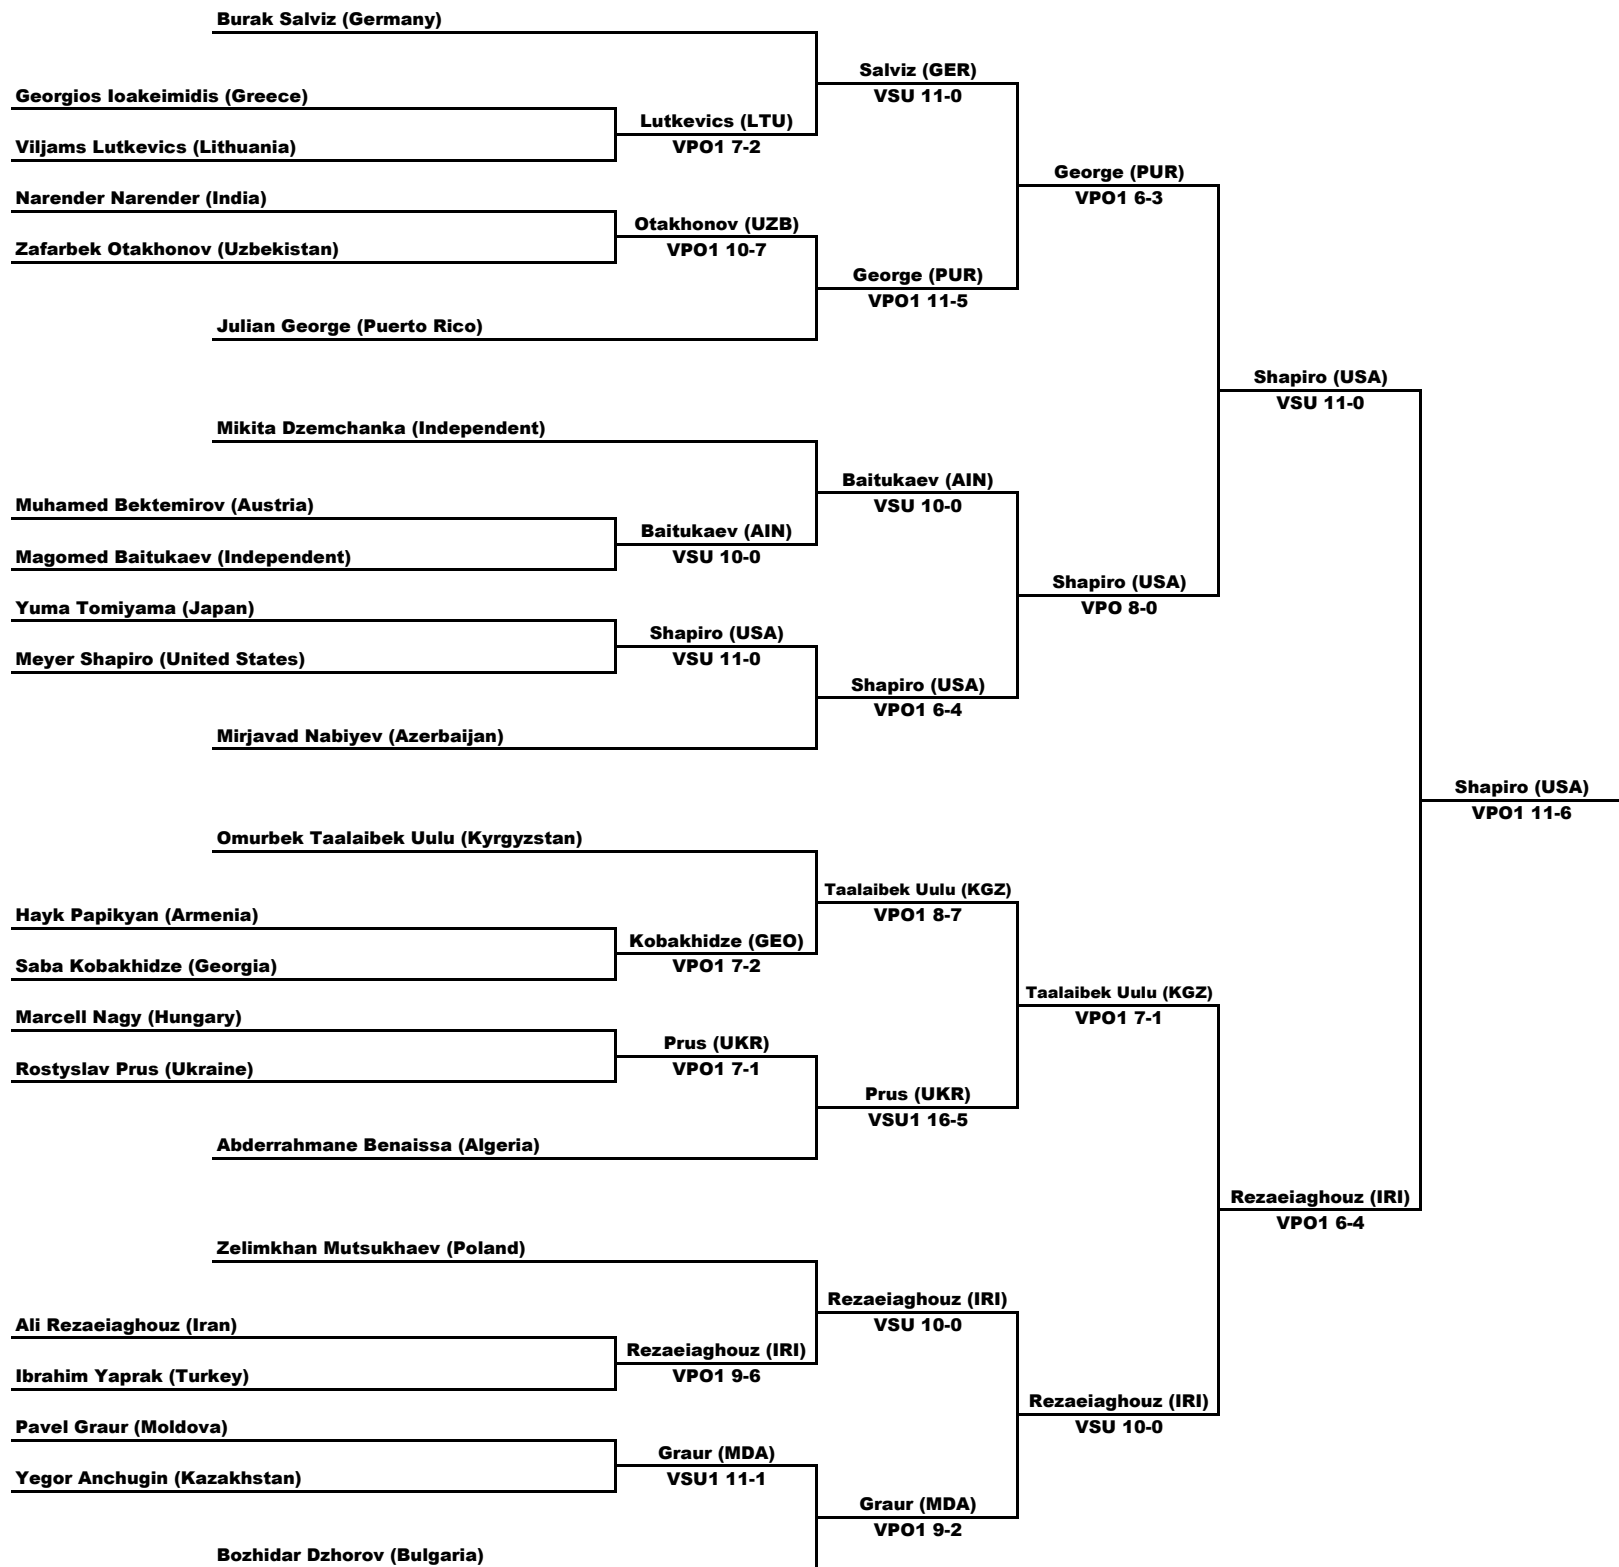 Burak Salviz (Germany)
Salviz (GER)
VSU 11-0
Georgios Ioakeimidis (Greece)
Lutkevics (LTU)
VPO1 7-2
Viljams Lutkevics (Lithuania)
George (PUR)
VPO1 6-3
Narender Narender (India)
Otakhonov (UZB)
VPO1 10-7
Zafarbek Otakhonov (Uzbekistan)
George (PUR)
VPO1 11-5
Julian George (Puerto Rico)
Shapiro (USA)
VSU 11-0
Mikita Dzemchanka (Independent)
Baitukaev (AIN)
VSU 10-0
Muhamed Bektemirov (Austria)
Baitukaev (AIN)
VSU 10-0
Magomed Baitukaev (Independent)
Shapiro (USA)
VPO 8-0
Yuma Tomiyama (Japan)
Shapiro (USA)
VSU 11-0
Meyer Shapiro (United States)
Shapiro (USA)
VPO1 6-4
Mirjavad Nabiyev (Azerbaijan)
Shapiro (USA)
VPO1 11-6
Omurbek Taalaibek Uulu (Kyrgyzstan)
Taalaibek Uulu (KGZ)
VPO1 8-7
Hayk Papikyan (Armenia)
Kobakhidze (GEO)
VPO1 7-2
Saba Kobakhidze (Georgia)
Taalaibek Uulu (KGZ)
VPO1 7-1
Marcell Nagy (Hungary)
Prus (UKR)
VPO1 7-1
Rostyslav Prus (Ukraine)
Prus (UKR)
VSU1 16-5
Abderrahmane Benaissa (Algeria)
Rezaeiaghouz (IRI)
VPO1 6-4
Zelimkhan Mutsukhaev (Poland)
Rezaeiaghouz (IRI)
VSU 10-0
Ali Rezaeiaghouz (Iran)
Rezaeiaghouz (IRI)
VPO1 9-6
Ibrahim Yaprak (Turkey)
Rezaeiaghouz (IRI)
VSU 10-0
Pavel Graur (Moldova)
Graur (MDA)
VSU1 11-1
Yegor Anchugin (Kazakhstan)
Graur (MDA)
VPO1 9-2
Bozhidar Dzhorov (Bulgaria)